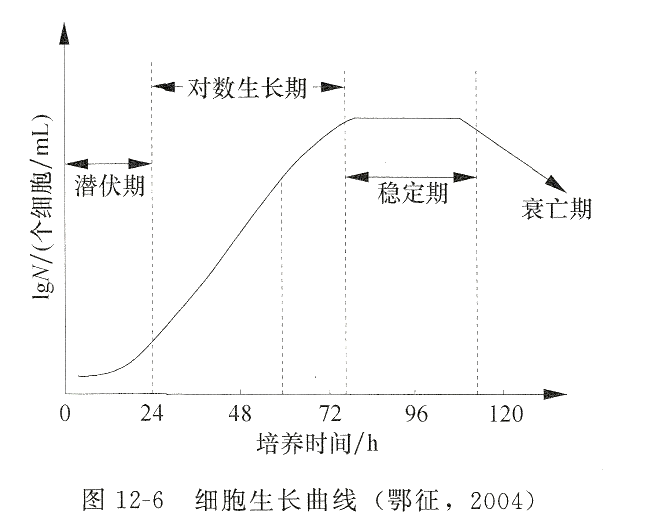 对数生长期
潜伏期
稳定期
衰亡期
lgN/(个细胞/mL)
0 24 48 72 96 120
培养时间/h
图 12-6 细胞生长曲线（鄂征，2004）